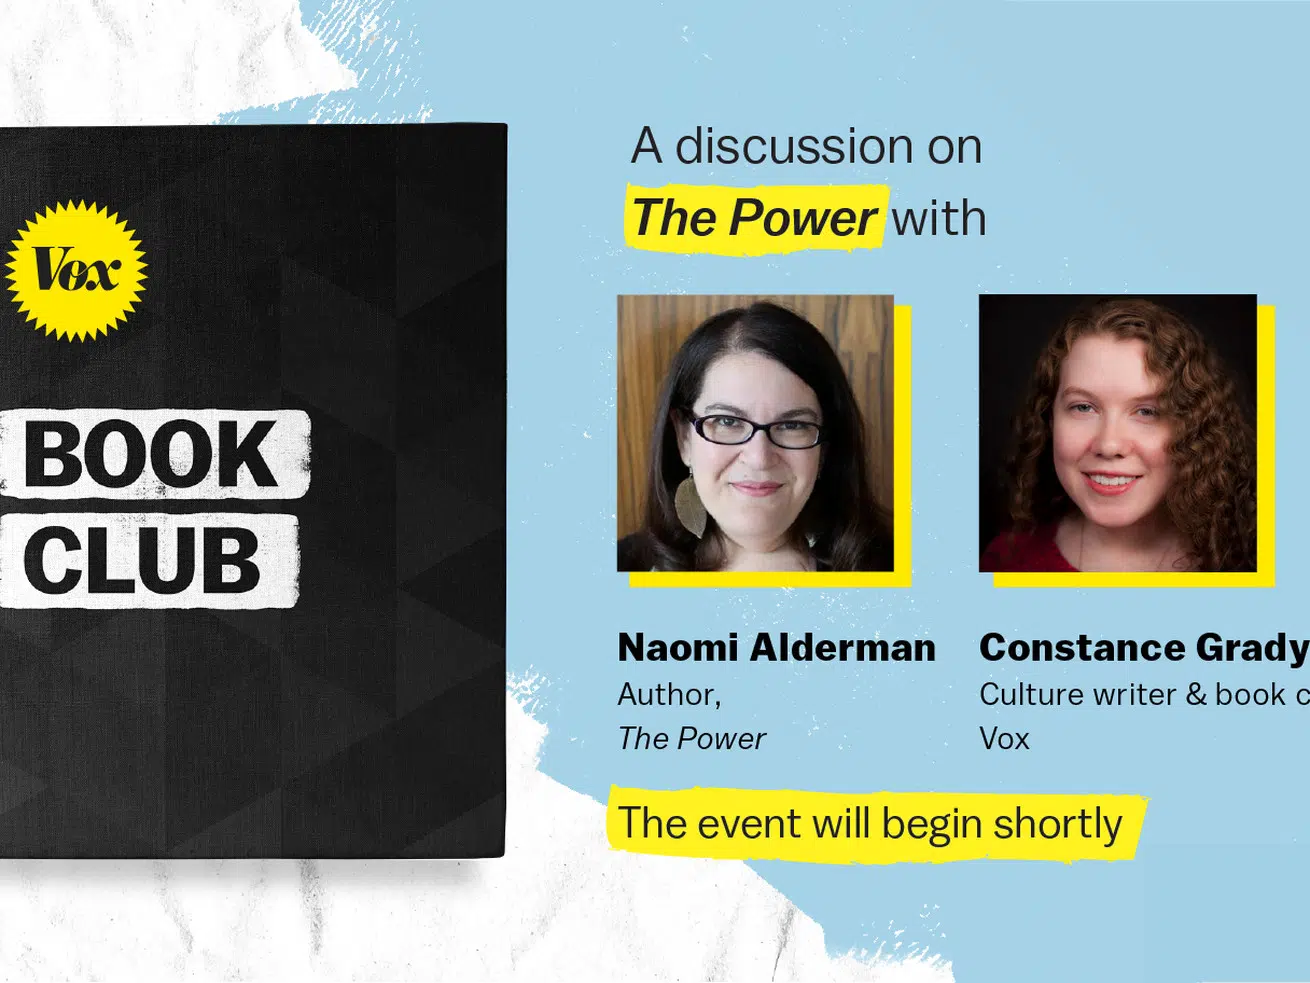 Vox
BOOK
CLUB
A discussion on
The Power with
Naomi Alderman
Author,
The Power
Constance Grady
Culture writer & book c
Vox
The event will begin shortly